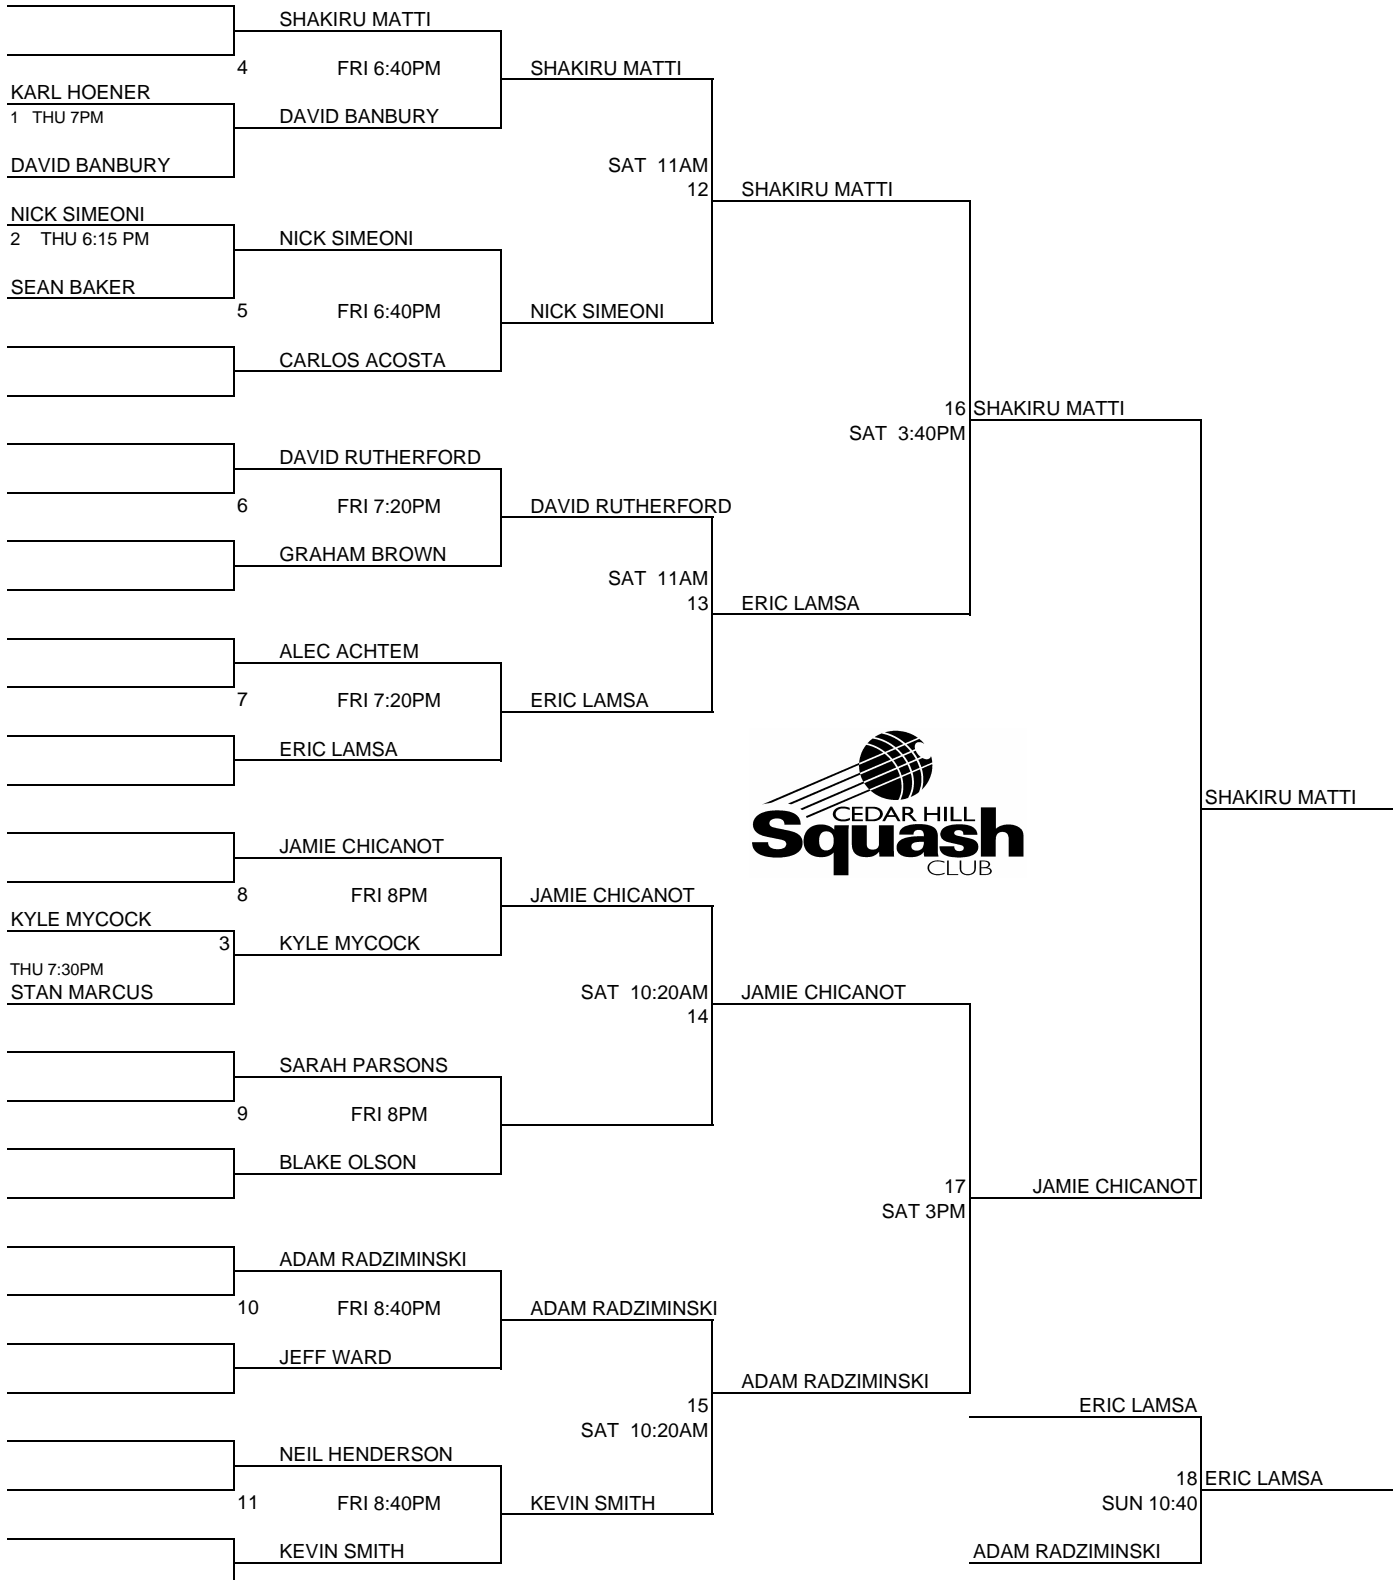 SHAKIRU MATTI
4 FRI 6:40PM SHAKIRU MATTI
KARL HOENER
1 THU 7PM DAVID BANBURY
DAVID BANBURY SAT 11AM
12 SHAKIRU MATTI
NICK SIMEONI
2 THU 6:15 PM NICK SIMEONI
SEAN BAKER
5 FRI 6:40PM NICK SIMEONI
CARLOS ACOSTA
16 SHAKIRU MATTI
SAT 3:40PM
DAVID RUTHERFORD
6 FRI 7:20PM DAVID RUTHERFORD
GRAHAM BROWN
SAT 11AM
13 ERIC LAMSA
ALEC ACHTEM
7 FRI 7:20PM ERIC LAMSA
ERIC LAMSA
SHAKIRU MATTI
CEDAR HILL
Squash
CLUB
JAMIE CHICANOT
8 FRI 8PM JAMIE CHICANOT
KYLE MYCOCK
3 KYLE MYCOCK
THU 7:30PM
STAN MARCUS SAT 10:20AM JAMIE CHICANOT
14
SARAH PARSONS
9 FRI 8PM
BLAKE OLSON
17 JAMIE CHICANOT
SAT 3PM
ADAM RADZIMINSKI
10 FRI 8:40PM ADAM RADZIMINSKI
JEFF WARD
ADAM RADZIMINSKI
15 ERIC LAMSA
SAT 10:20AM
NEIL HENDERSON
18 ERIC LAMSA
11 FRI 8:40PM KEVIN SMITH SUN 10:40
KEVIN SMITH ADAM RADZIMINSKI